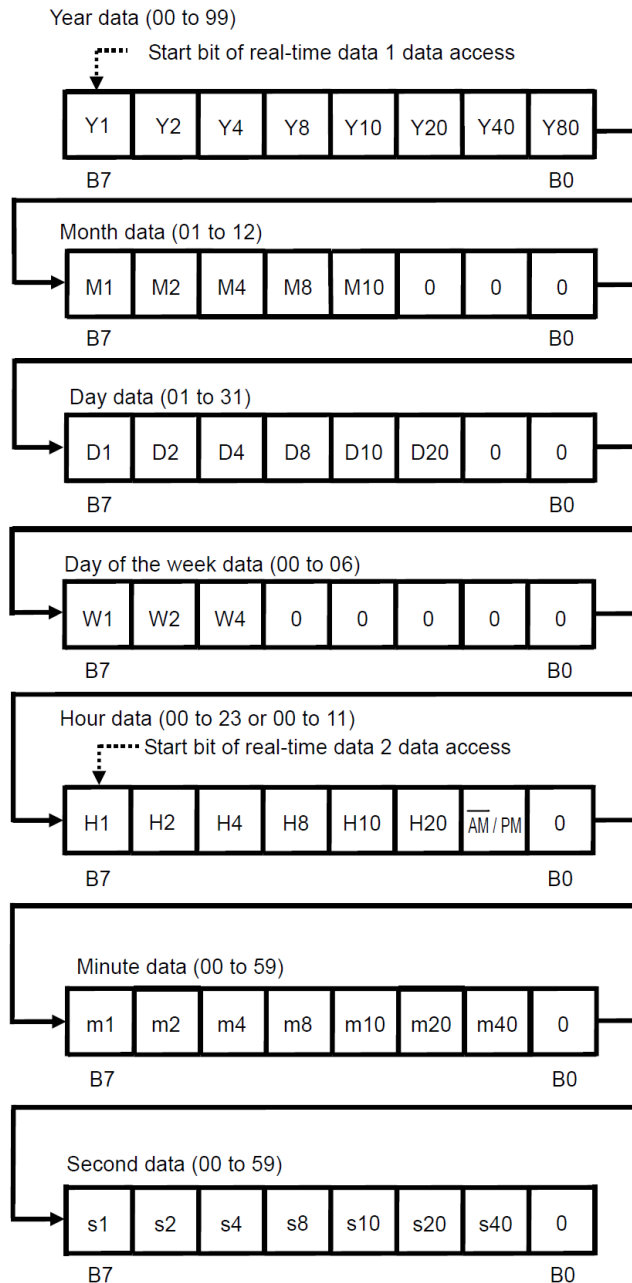 Year data (00 to 99)
Start bit of real-time data 1 data access
Y1 Y2 Y4 Y8 Y10 Y20 Y40 Y80
B7 B0
Month data (01 to 12)
M1 M2 M4 M8 M10 0 0 0
B7 B0
Day data (01 to 31)
D1 D2 D4 D8 D10 D20 0 0
B7 B0
Day of the week data (00 to 06)
W1 W2 W4 0 0 0 0 0
B7 B0
Hour data (00 to 23 or 00 to 11)
Start bit of real-time data 2 data access
H1 H2 H4 H8 H10 H20 A̅M̅ / PM 0
B7 B0
Minute data (00 to 59)
m1 m2 m4 m8 m10 m20 m40 0
B7 B0
Second data (00 to 59)
s1 s2 s4 s8 s10 s20 s40 0
B7 B0